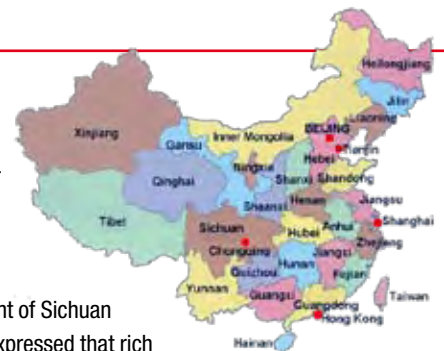 Heilongjiang
Jilin
Liaoning
Xinjiang
Inner Mongolia
BEIJING
Gansu
Tianjin
Hebei
Ningxia
Shanxi
Shandong
Qinghai
Shaanxi
Henan
Jiangsu
Tibet
Shanghai
Sichuan
Hubei
Anhui
Chongqing
Zhejiang
Hunan
Jiangxi
Guizhou
Fujian
Yunnan
Guangxi
Guangdong
Taiwan
Hong Kong
Hainan
nt of Sichuan
xpressed that rich